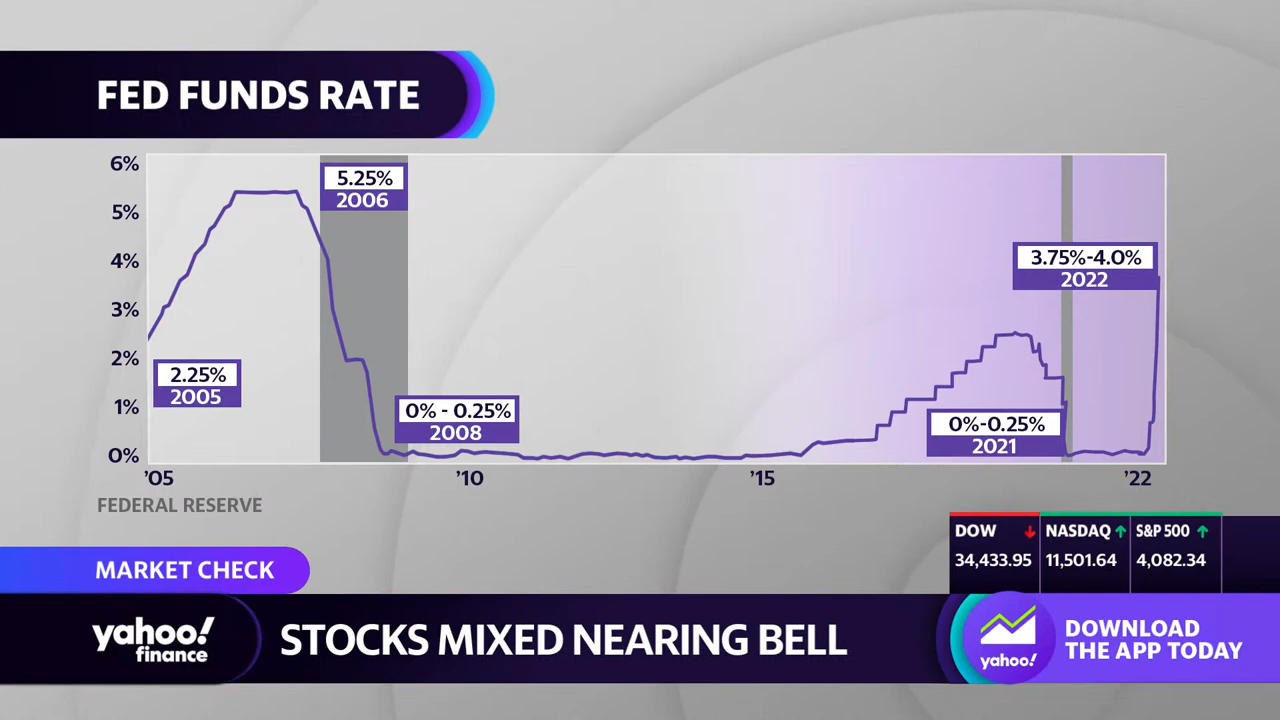 FED FUNDS RATE
6%
5%
4%
3%
2%
1%
0%
5.25%
2006
3.75%-4.0%
2022
2.25%
2005
0% - 0.25%
2008
0%-0.25%
2021
'05
'10
'15
'22
FEDERAL RESERVE
DOW
34,433.95
NASDAQ
11,501.64
S&P 500
4,082.34
MARKET CHECK
yahoo!
finance
STOCKS MIXED NEARING BELL
yahoo!
DOWNLOAD
THE APP TODAY